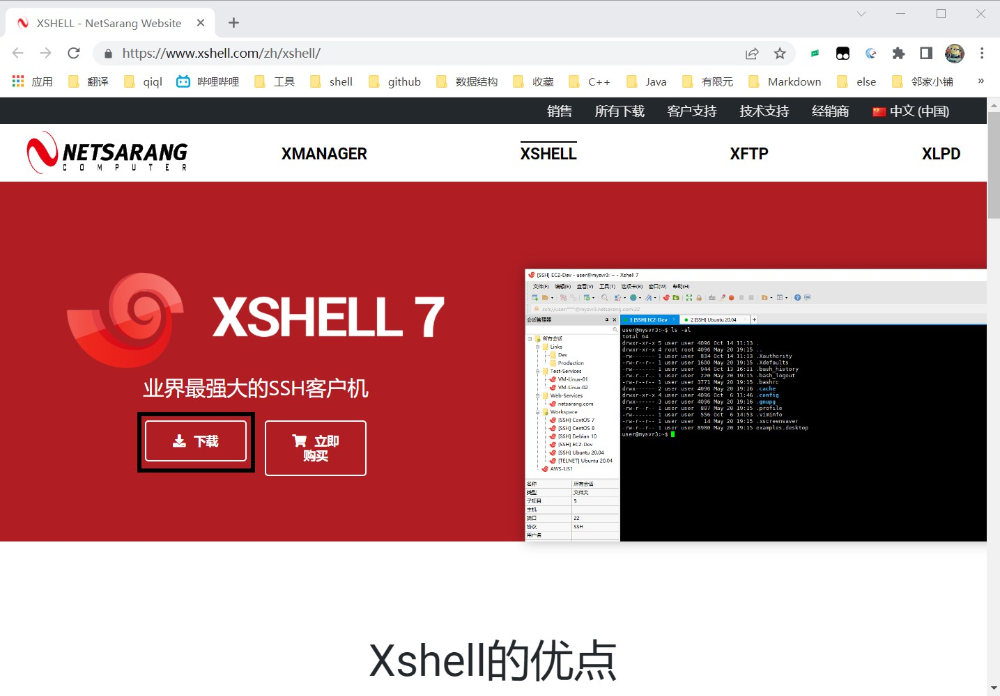 XSHELL - NetSarang Website
https://www.xshell.com/zh/xshell/
应用 翻译 qiql 哔哩哔哩 工具 shell github 数据结构 收藏 C++ Java 有限元 Markdown else 邻家小铺 »
销售 所有下载 客户支持 技术支持 经销商 中文 (中国)
NETSARANG
COMPUTER
XMANAGER XSHELL XFTP XLPD
XSHELL 7
业界最强大的SSH客户机
下载
立即
购买
[SSH] EC2-Dev - user@mysvr3: ~ - Xshell 7
文件(F) 编辑(E) 查看(V) 工具(T) 选项卡(B) 窗口(W) 帮助(H)
ssh://user:****@mysvr3.netsarang.com:22
会话管理器
1 [SSH] EC2-Dev
2 [SSH] Ubuntu 20.04
所有会话
Links
Dev
Production
Test-Services
VM-Linux-01
VM-Linux-02
Web-Services
netsarang.com
Workspace
[SSH] CentOS 7
[SSH] CentOS 8
[SSH] Debian 10
[SSH] EC2-Dev
[SSH] Ubuntu 20.04
[TELNET] Ubuntu 20.04
AWS-US1
名称 所有会话
类型 文件夹
子项目 5
主机
端口 22
协议 SSH
用户名
user@mysvr3:~$ ls -al
total 64
drwxr-xr-x 5 user user 4096 Oct 14 11:13 .
drwxr-xr-x 4 root root 4096 May 20 19:15 ..
-rw------- 1 user user 834 Oct 14 11:13 .Xauthority
-rw-r--r-- 1 user user 1600 May 20 19:15 .Xdefaults
-rw------- 1 user user 944 Oct 13 16:11 .bash_history
-rw-r--r-- 1 user user 220 May 20 19:15 .bash_logout
-rw-r--r-- 1 user user 3771 May 20 19:15 .bashrc
drwx------ 2 user user 4096 May 20 19:16 .cache
drwxr-xr-x 4 user user 4096 Oct 6 11:46 .config
drwx------ 3 user user 4096 May 20 19:16 .gnupg
-rw-r--r-- 1 user user 807 May 20 19:15 .profile
-rw------- 1 user user 556 Oct 6 14:53 .viminfo
-rw-r--r-- 1 user user 14 May 20 19:15 .xscreensaver
-rw-r--r-- 1 user user 8980 May 20 19:15 examples.desktop
user@mysvr3:~$
Xshell的优点